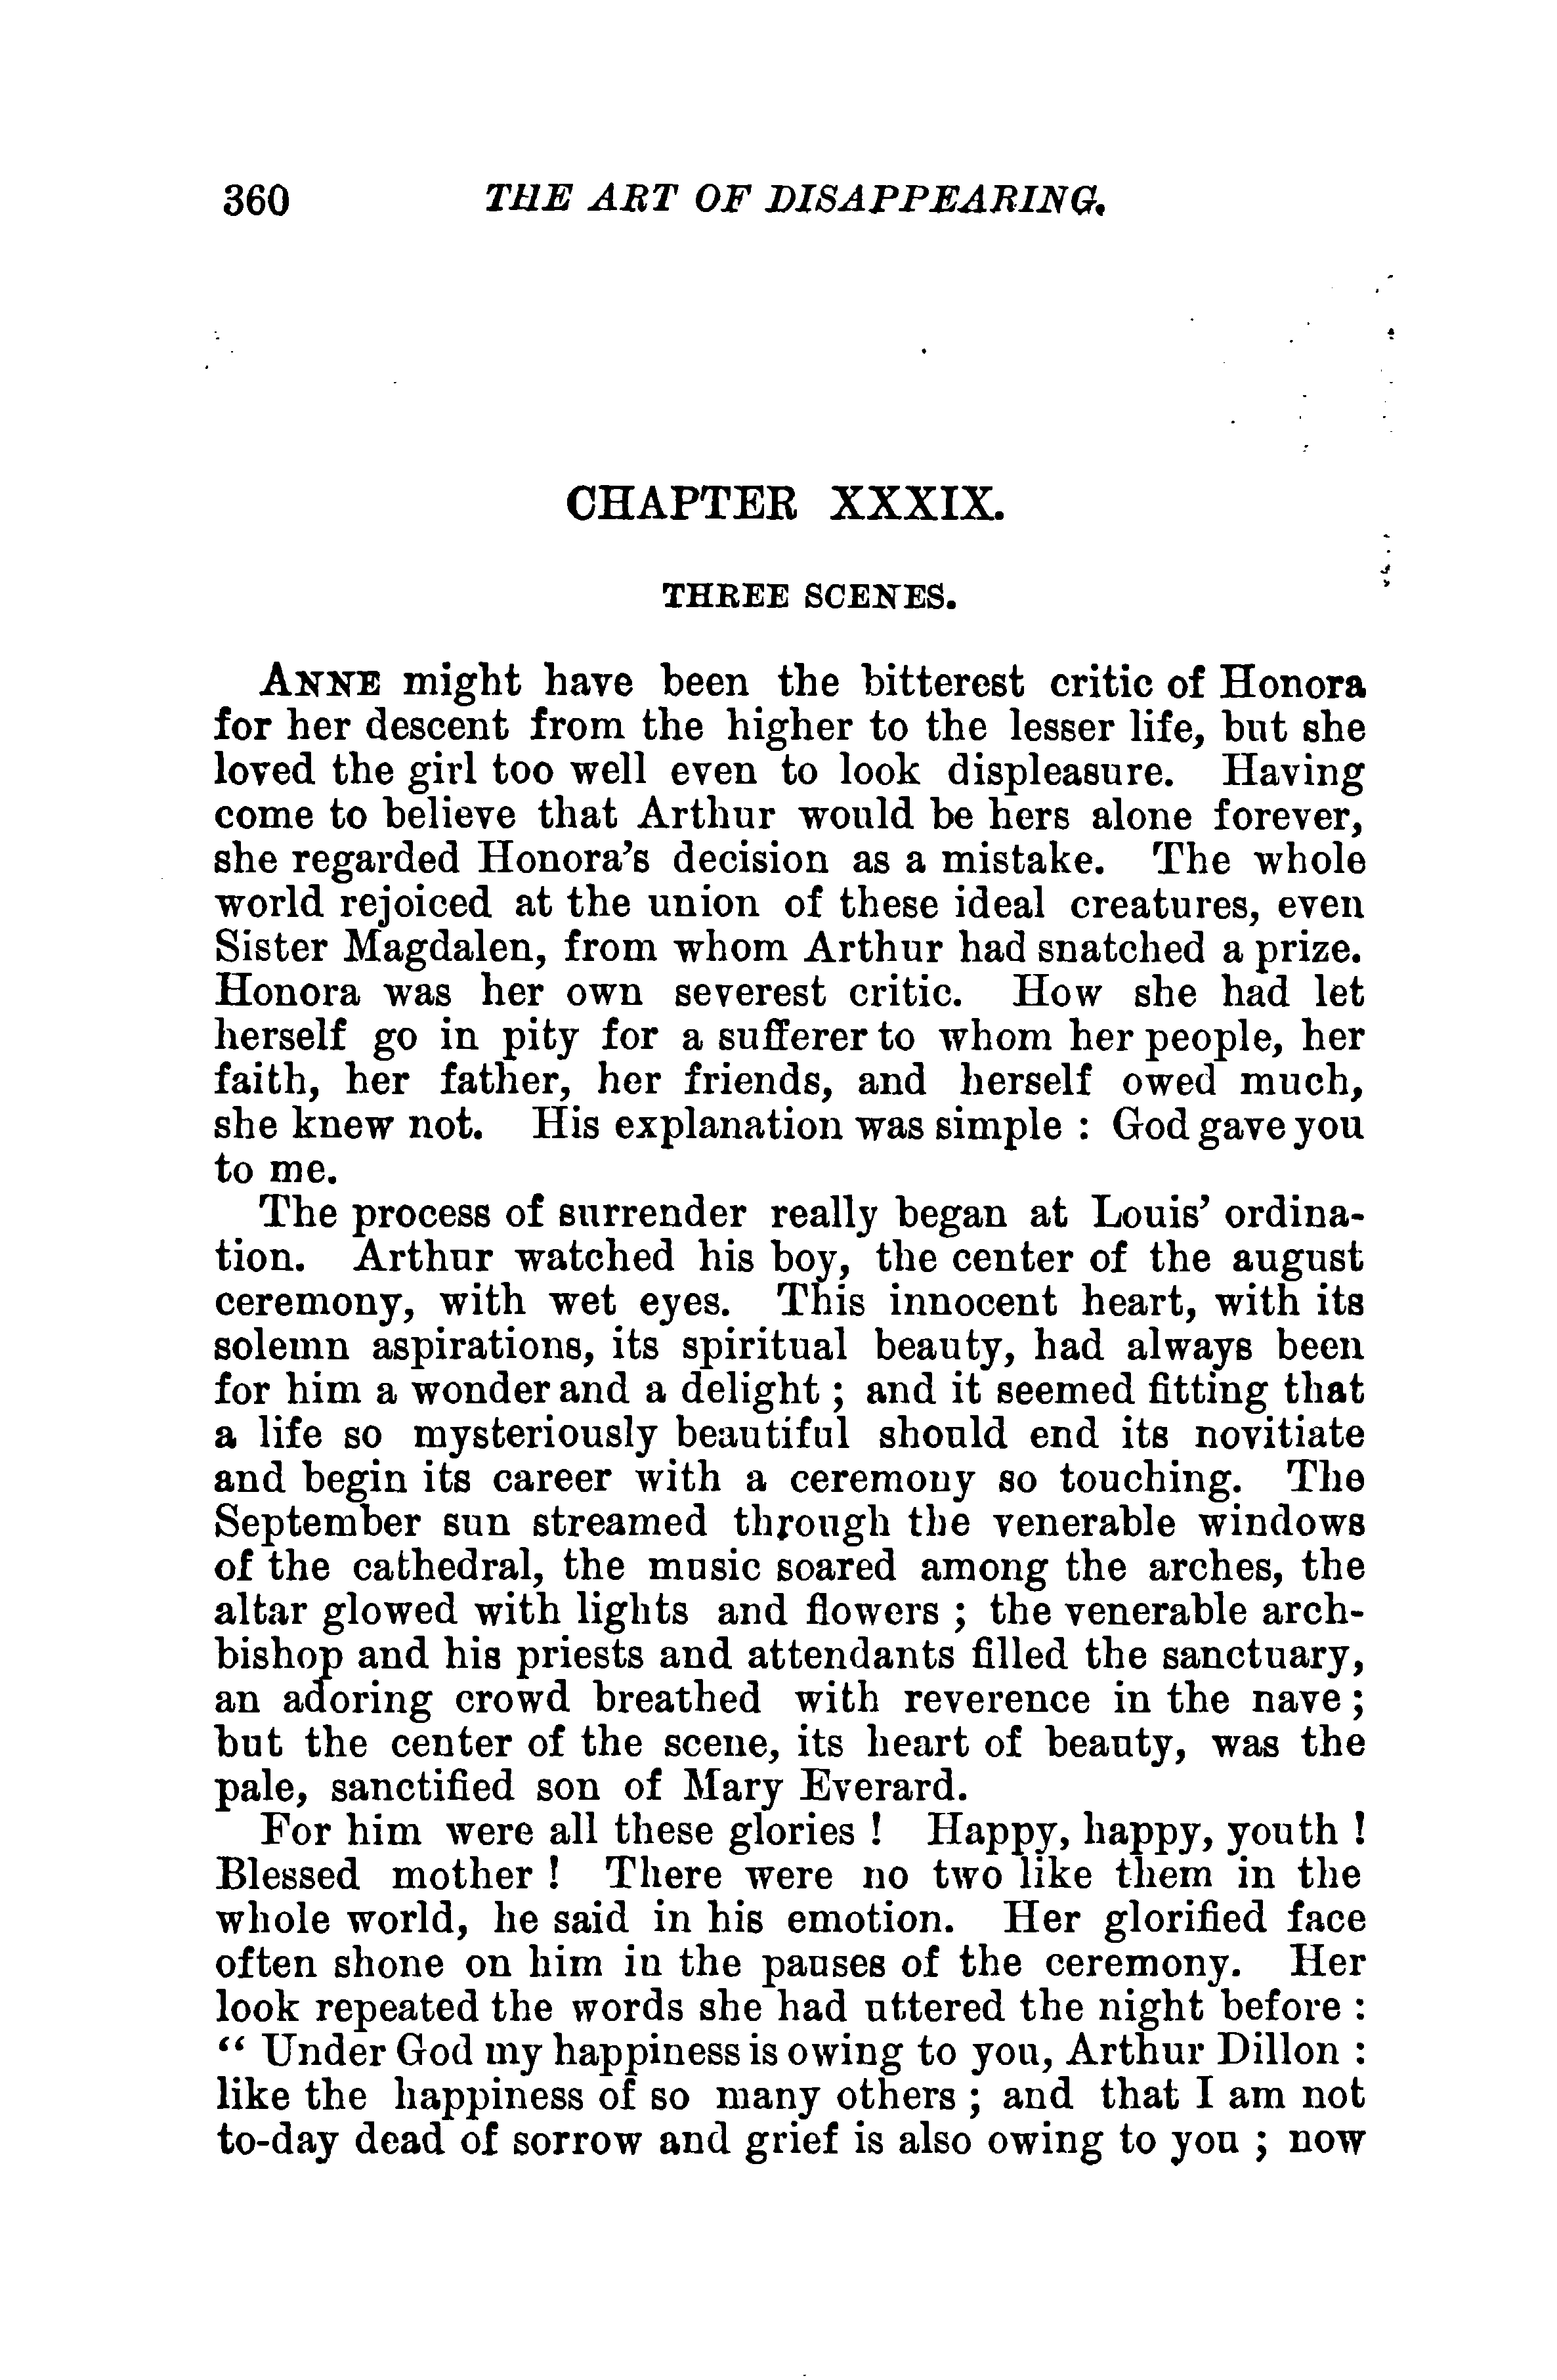 360 THE ART OF DISAPPEARING.
CHAPTER XXXIX.
THREE SCENES.
ANNE might have been the bitterest critic of Honora
for her descent from the higher to the lesser life, but she
loved the girl too well even to look displeasure. Having
come to believe that Arthur would be hers alone forever,
she regarded Honora's decision as a mistake. The whole
world rejoiced at the union of these ideal creatures, even
Sister Magdalen, from whom Arthur had snatched a prize.
Honora was her own severest critic. How she had let
herself go in pity for a sufferer to whom her people, her
faith, her father, her friends, and herself owed much,
she knew not. His explanation was simple : God gave you
to me.
The process of surrender really began at Louis' ordina-
tion. Arthur watched his boy, the center of the august
ceremony, with wet eyes. This innocent heart, with its
solemn aspirations, its spiritual beauty, had always been
for him a wonder and a delight ; and it seemed fitting that
a life so mysteriously beautiful should end its novitiate
and begin its career with a ceremony so touching. The
September sun streamed through the venerable windows
of the cathedral, the music soared among the arches, the
altar glowed with lights and flowers ; the venerable arch-
bishop and his priests and attendants filled the sanctuary,
an adoring crowd breathed with reverence in the nave ;
but the center of the scene, its heart of beauty, was the
pale, sanctified son of Mary Everard.
For him were all these glories ! Happy, happy, youth !
Blessed mother ! There were no two like them in the
whole world, he said in his emotion. Her glorified face
often shone on him in the pauses of the ceremony. Her
look repeated the words she had uttered the night before :
“ Under God my happiness is owing to you, Arthur Dillon :
like the happiness of so many others ; and that I am not
to-day dead of sorrow and grief is also owing to you ; now